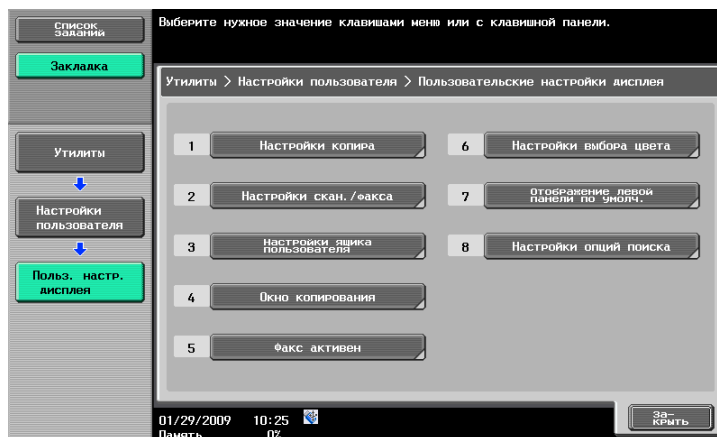 Список
заданий
Выберите нужное значение клавишами меню или с клавишной панели.
Закладка
Утилиты > Настройки пользователя > Пользовательские настройки дисплея
Утилиты
Настройки
пользователя
Польз. настр.
дисплея
1 Настройки копира
2 Настройки скан./факса
3 Настройки ящика
пользователя
4 Окно копирования
5 Факс активен
6 Настройки выбора цвета
7 Отображение левой
панели по умолч.
8 Настройки опций поиска
01/29/2009 10:25
Память 0%
За-
крыть